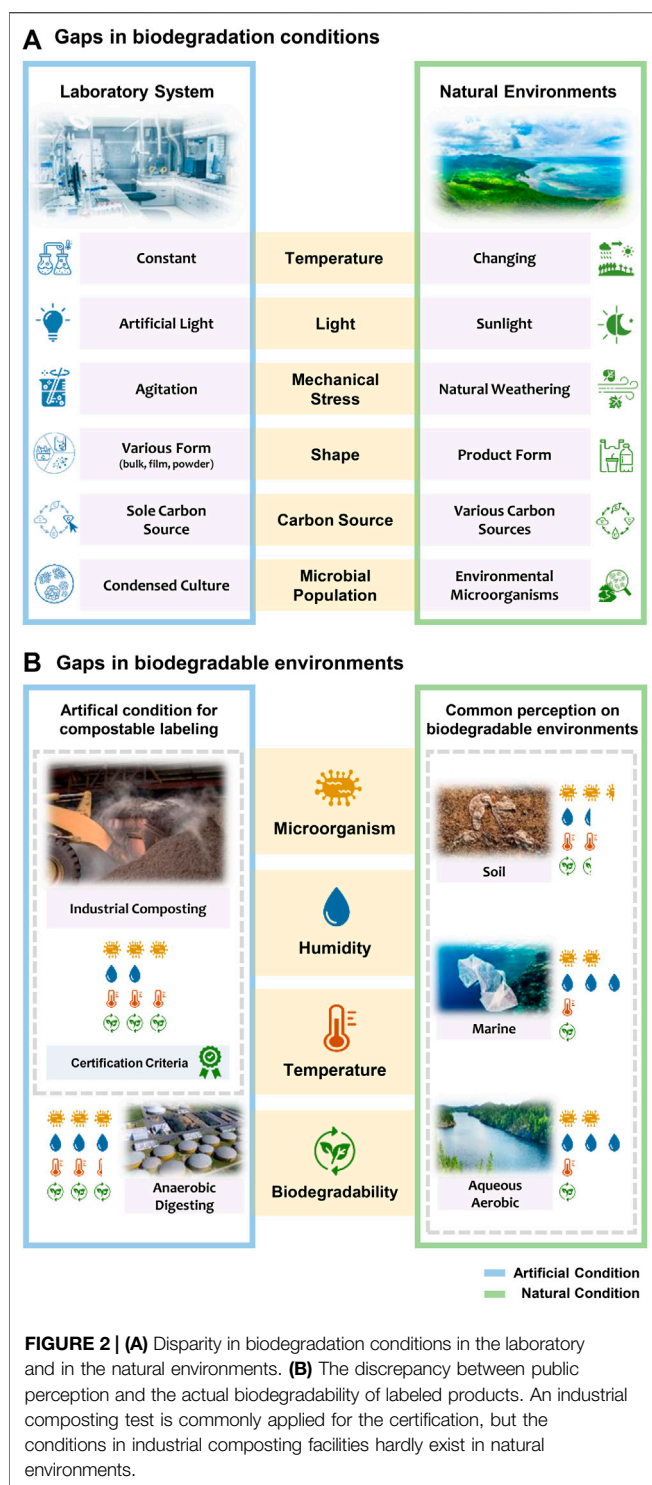 A Gaps in biodegradation conditions
Laboratory System
Natural Environments
Constant
Temperature
Changing
Artificial Light
Light
Sunlight
Agitation
Mechanical
Stress
Natural Weathering
Various Form
(bulk, film, powder)
Shape
Product Form
Sole Carbon
Source
Carbon Source
Various Carbon
Sources
Condensed Culture
Microbial
Population
Environmental
Microorganisms
B Gaps in biodegradable environments
Artifical condition for
compostable labeling
Common perception on
biodegradable environments
Microorganism
Industrial Composting
Soil
Humidity
Marine
Certification Criteria
Temperature
Anaerobic
Digesting
Biodegradability
Aqueous
Aerobic
Artificial Condition
Natural Condition
FIGURE 2 | (A) Disparity in biodegradation conditions in the laboratory
and in the natural environments. (B) The discrepancy between public
perception and the actual biodegradability of labeled products. An industrial
composting test is commonly applied for the certification, but the
conditions in industrial composting facilities hardly exist in natural
environments.